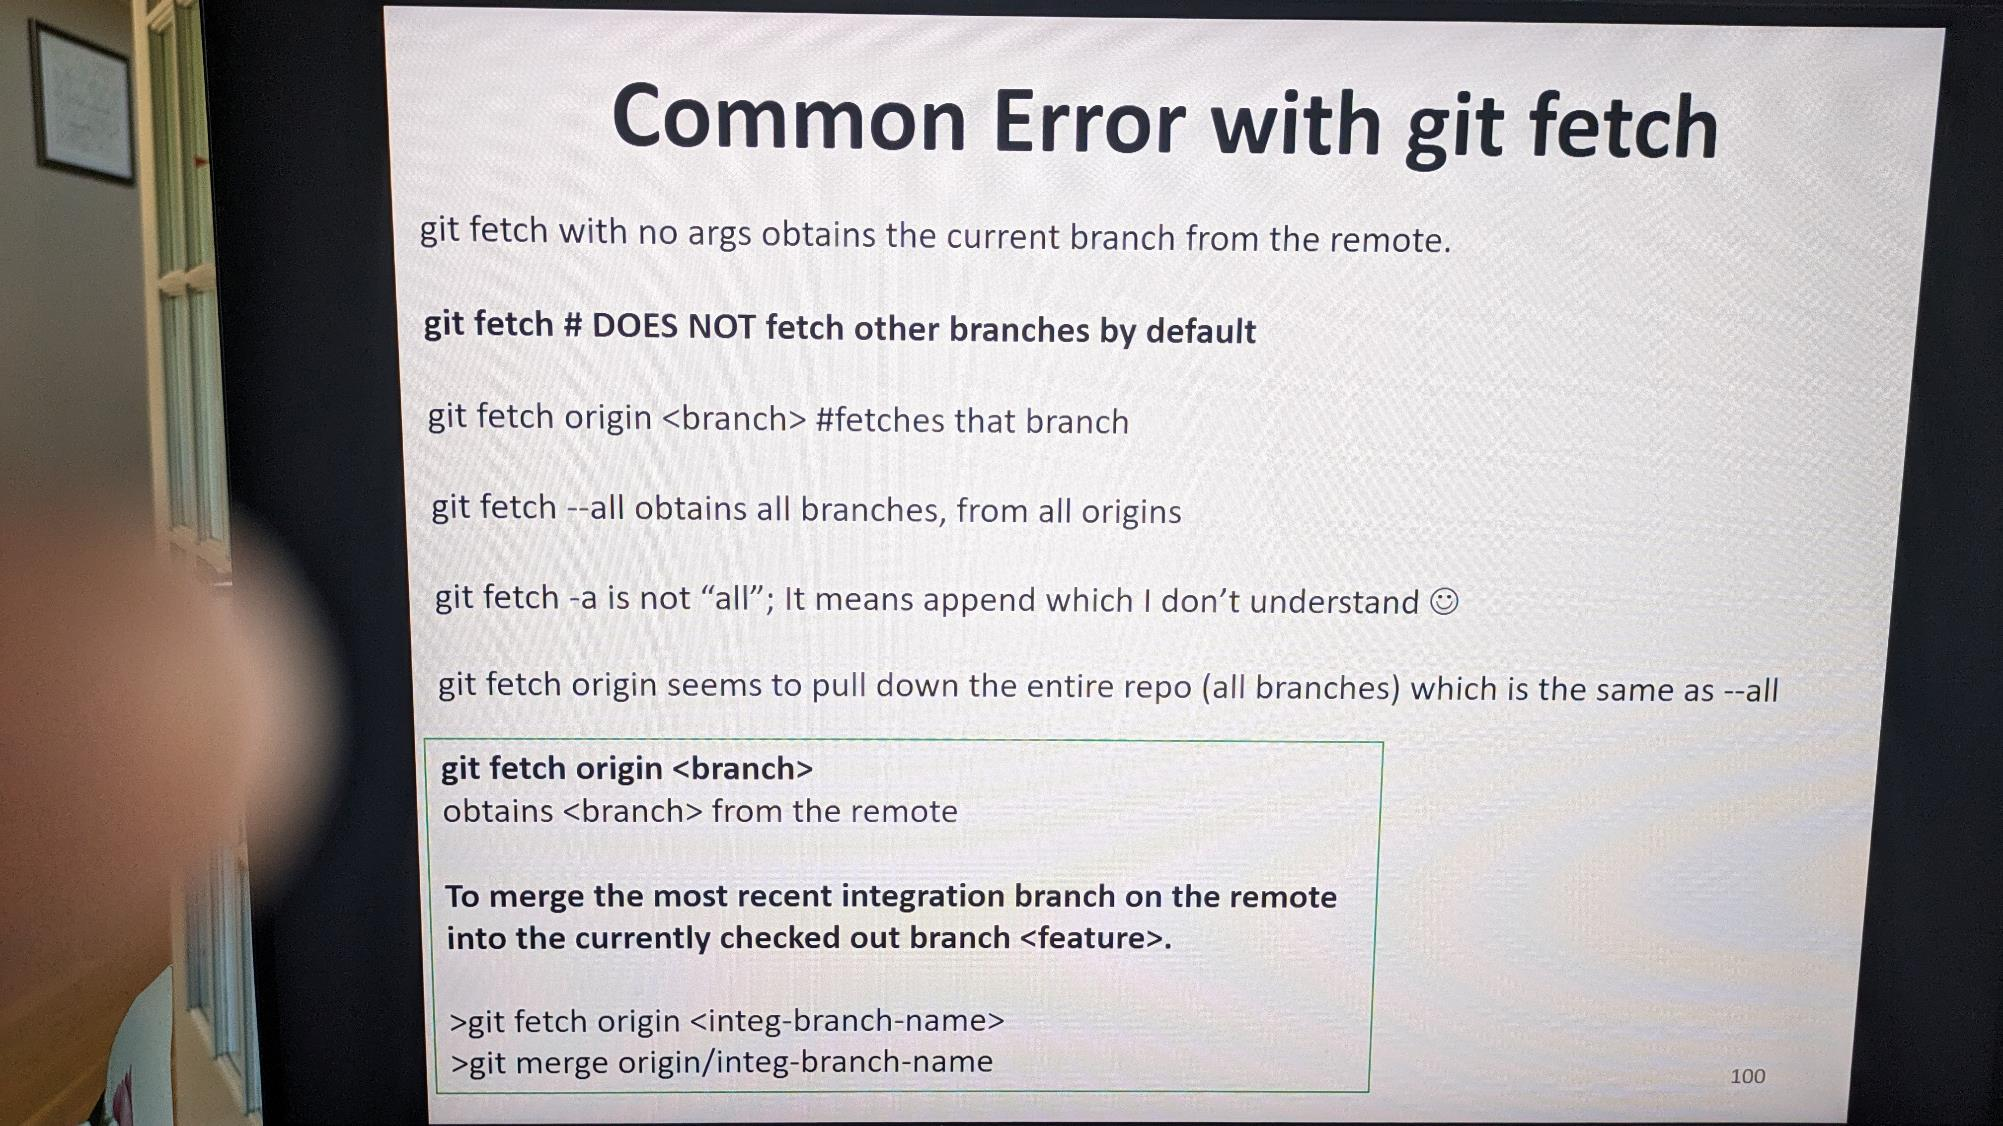 Common Error with git fetch
git fetch with no args obtains the current branch from the remote.
git fetch # DOES NOT fetch other branches by default
git fetch origin <branch> #fetches that branch
git fetch --all obtains all branches, from all origins
git fetch -a is not “all”; It means append which I don’t understand ☺
git fetch origin seems to pull down the entire repo (all branches) which is the same as --all
git fetch origin <branch>
obtains <branch> from the remote
To merge the most recent integration branch on the remote
into the currently checked out branch <feature>.
>git fetch origin <integ-branch-name>
>git merge origin/integ-branch-name
100